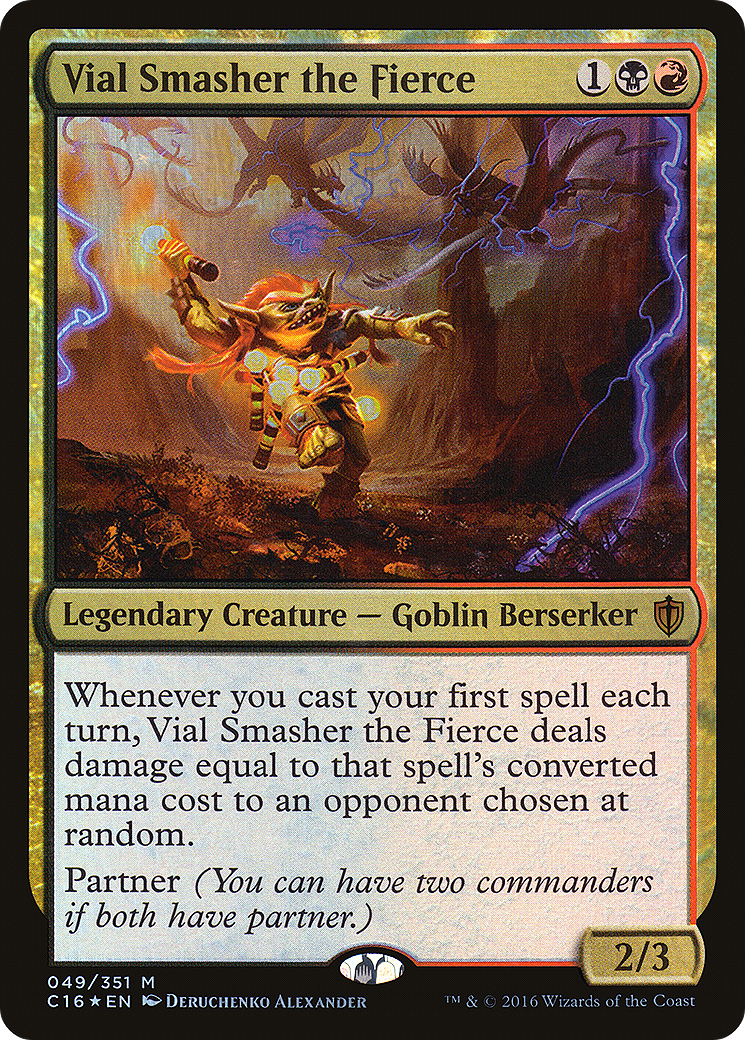 Vial Smasher the Fierce 1
Legendary Creature — Goblin Berserker
Whenever you cast your first spell each
turn, Vial Smasher the Fierce deals
damage equal to that spell's converted
mana cost to an opponent chosen at
random.
Partner (You can have two commanders
if both have partner.)
2/3
049/351 M
C16★EN Deruchenko Alexander
™ & © 2016 Wizards of the Coast